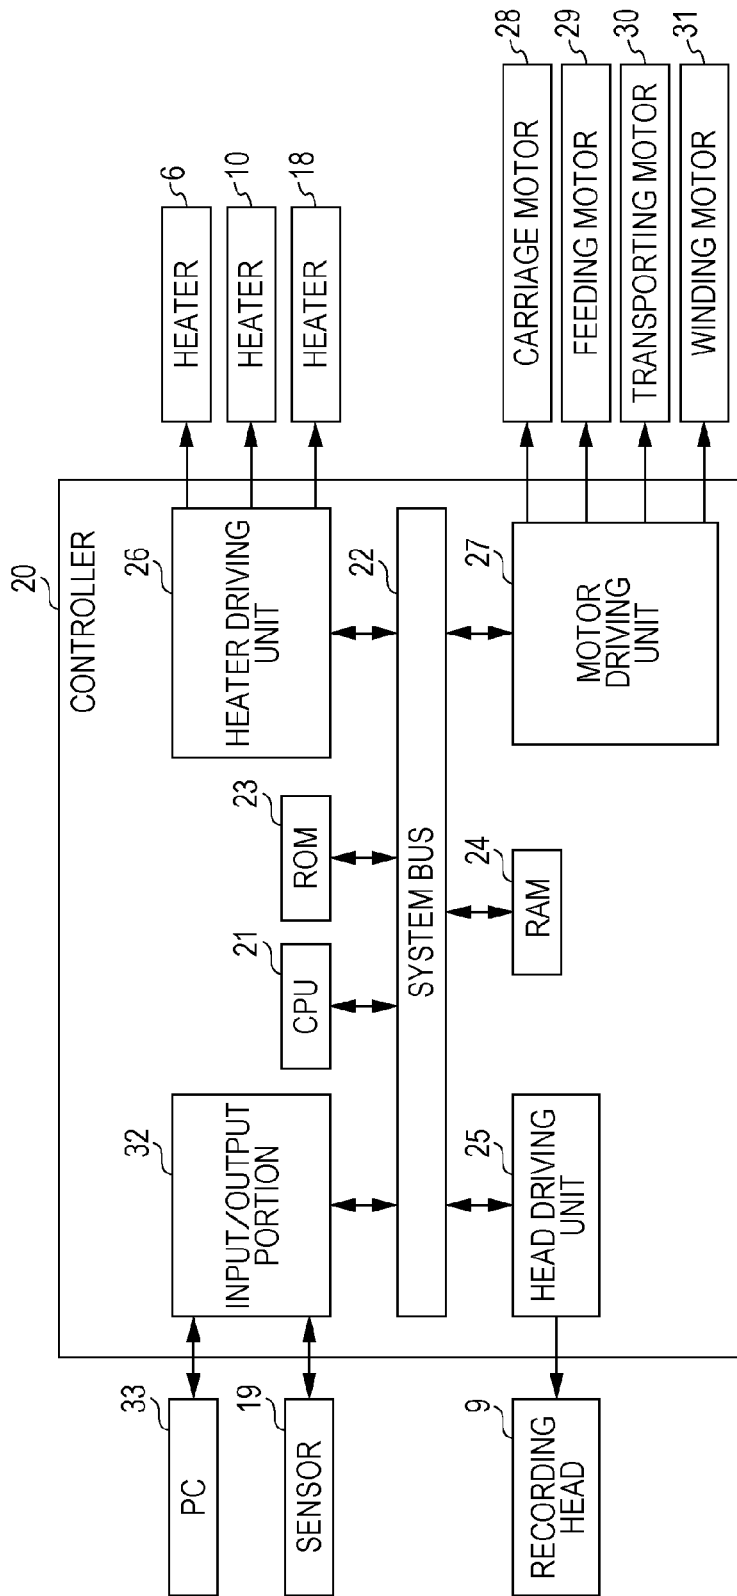 20
CONTROLLER
33
PC
19
SENSOR
9
RECORDING
HEAD
32
INPUT/OUTPUT
PORTION
21
CPU
23
ROM
26
HEATER DRIVING
UNIT
22
SYSTEM BUS
25
HEAD DRIVING
UNIT
24
RAM
27
MOTOR
DRIVING
UNIT
HEATER
6
HEATER
10
HEATER
18
CARRIAGE MOTOR
28
FEEDING MOTOR
29
TRANSPORTING MOTOR
30
WINDING MOTOR
31